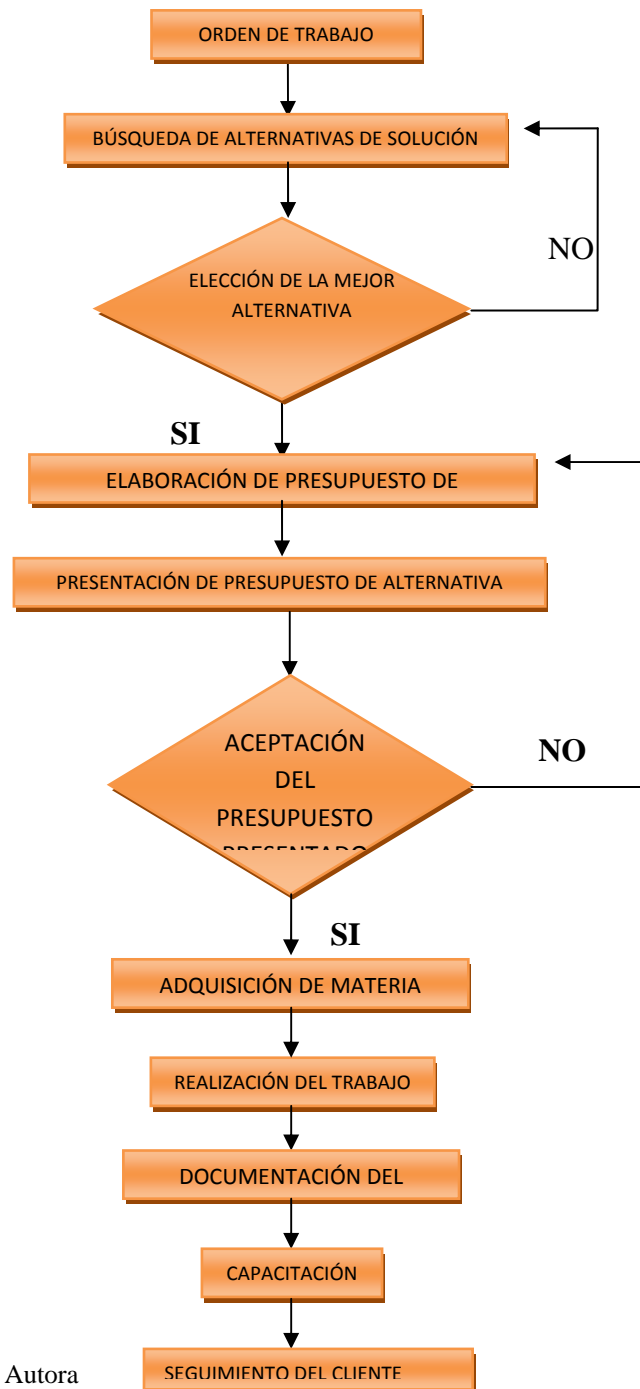 ORDEN DE TRABAJO
BÚSQUEDA DE ALTERNATIVAS DE SOLUCIÓN
NO
ELECCIÓN DE LA MEJOR
ALTERNATIVA
SI
ELABORACIÓN DE PRESUPUESTO DE
PRESENTACIÓN DE PRESUPUESTO DE ALTERNATIVA
ACEPTACIÓN
DEL
PRESUPUESTO
PRESENTADO
NO
SI
ADQUISICIÓN DE MATERIA
REALIZACIÓN DEL TRABAJO
DOCUMENTACIÓN DEL
CAPACITACIÓN
Autora
SEGUIMIENTO DEL CLIENTE